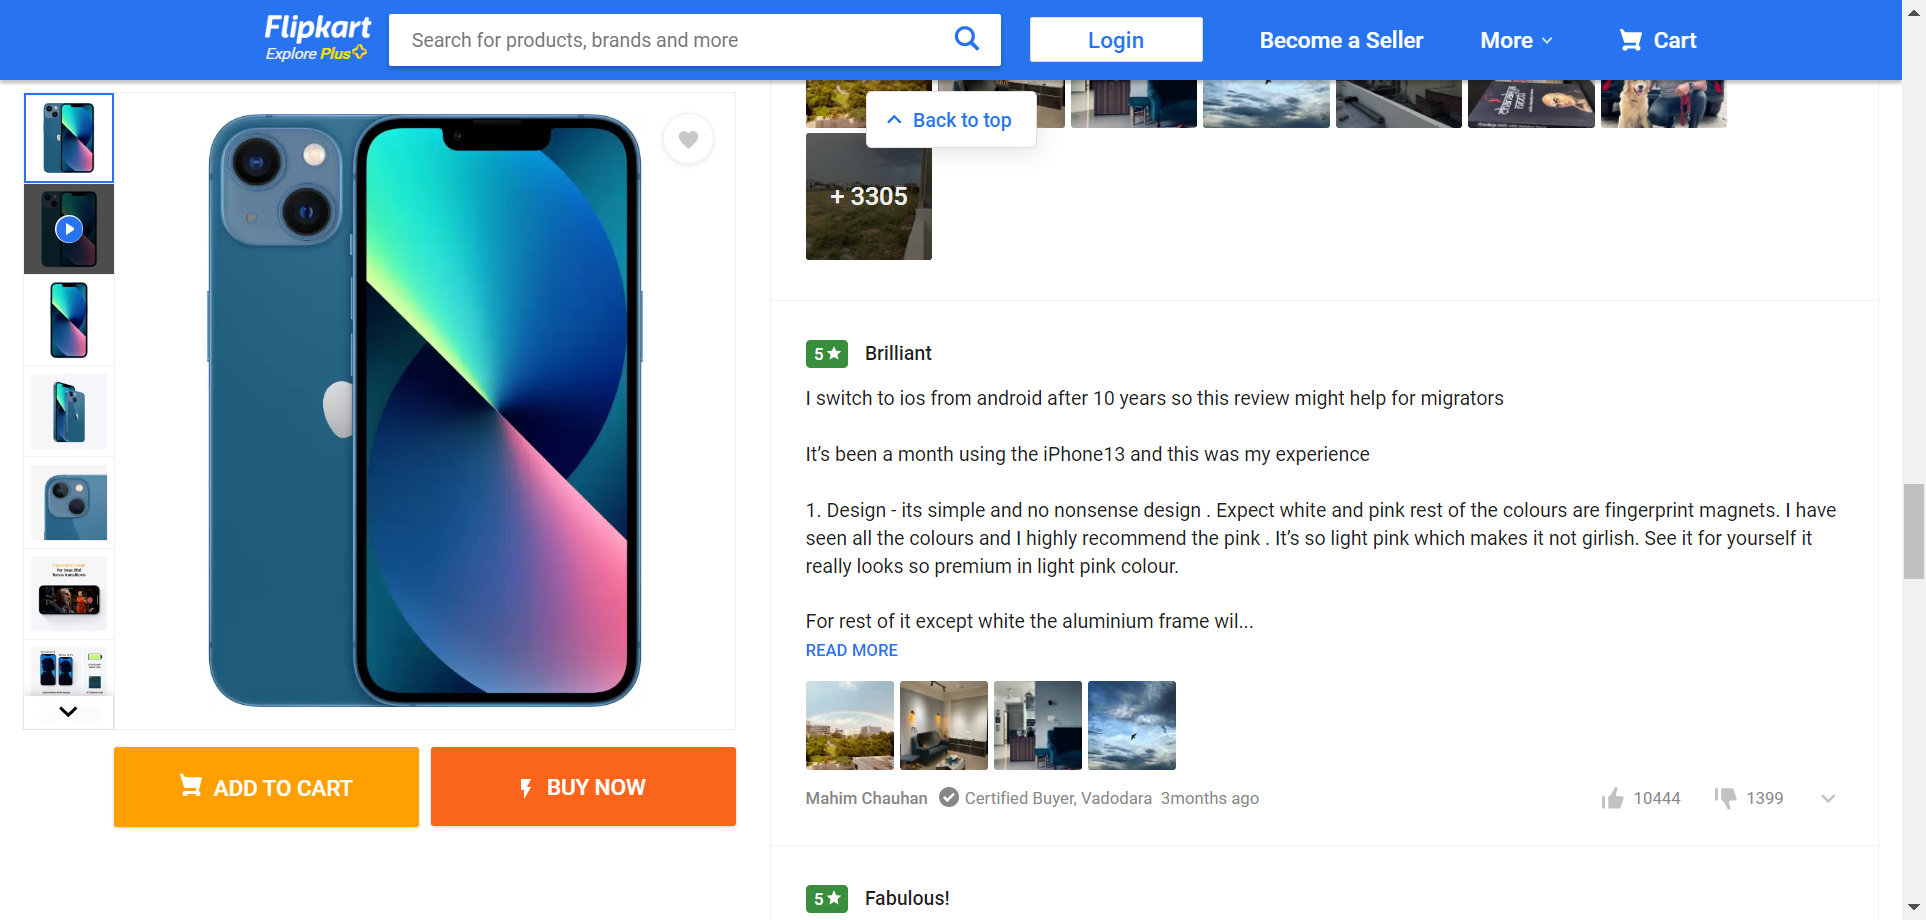 Flipkart
Explore Plus
Search for products, brands and more
Login
Become a Seller
More
Cart
Back to top
+ 3305
5★ Brilliant
I switch to ios from android after 10 years so this review might help for migrators
It’s been a month using the iPhone13 and this was my experience
1. Design - its simple and no nonsense design . Expect white and pink rest of the colours are fingerprint magnets. I have
seen all the colours and I highly recommend the pink . It’s so light pink which makes it not girlish. See it for yourself it
really looks so premium in light pink colour.
For rest of it except white the aluminium frame wil...
READ MORE
Mahim Chauhan Certified Buyer, Vadodara 3months ago
10444
1399
5★ Fabulous!
for beautiful
focus transitions
ADD TO CART
BUY NOW